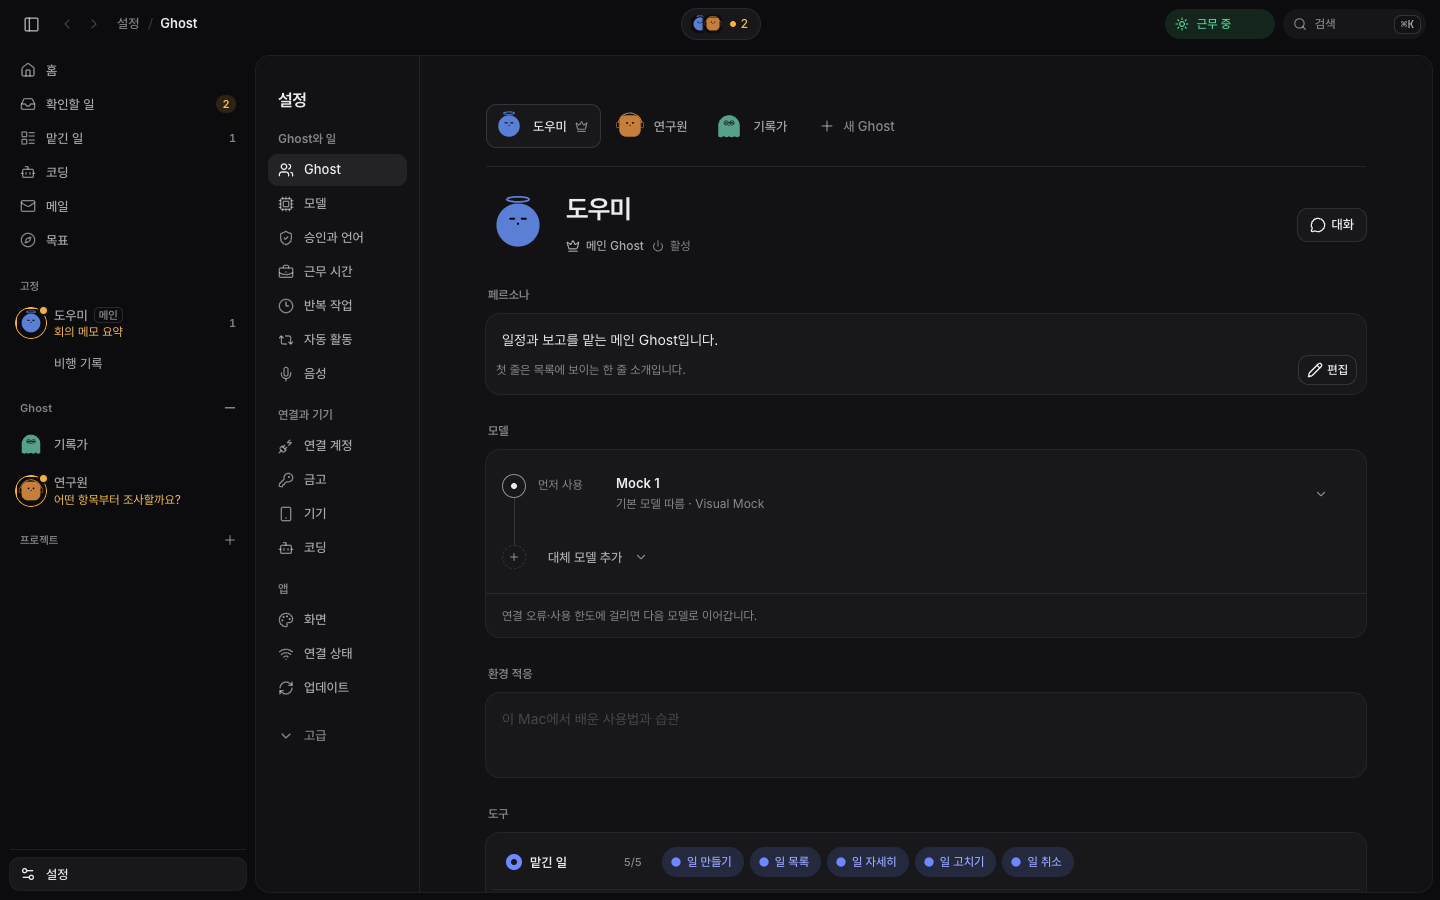 설정 / Ghost
2
근무 중
검색
⌘K
홈
확인할 일
2
맡긴 일
1
코딩
메일
목표
고정
도우미 메인
회의 메모 요약
1
비행 기록
Ghost
기록가
연구원
어떤 항목부터 조사할까요?
프로젝트
설정
설정
Ghost와 일
Ghost
모델
승인과 언어
근무 시간
반복 작업
자동 활동
음성
연결과 기기
연결 계정
금고
기기
코딩
앱
화면
연결 상태
업데이트
고급
도우미
연구원
기록가
새 Ghost
도우미
메인 Ghost 활성
대화
페르소나
일정과 보고를 맡는 메인 Ghost입니다.
첫 줄은 목록에 보이는 한 줄 소개입니다.
편집
모델
먼저 사용
Mock 1
기본 모델 따름 · Visual Mock
대체 모델 추가
연결 오류·사용 한도에 걸리면 다음 모델로 이어갑니다.
환경 적응
이 Mac에서 배운 사용법과 습관
도구
맡긴 일
5/5
일 만들기
일 목록
일 자세히
일 고치기
일 취소